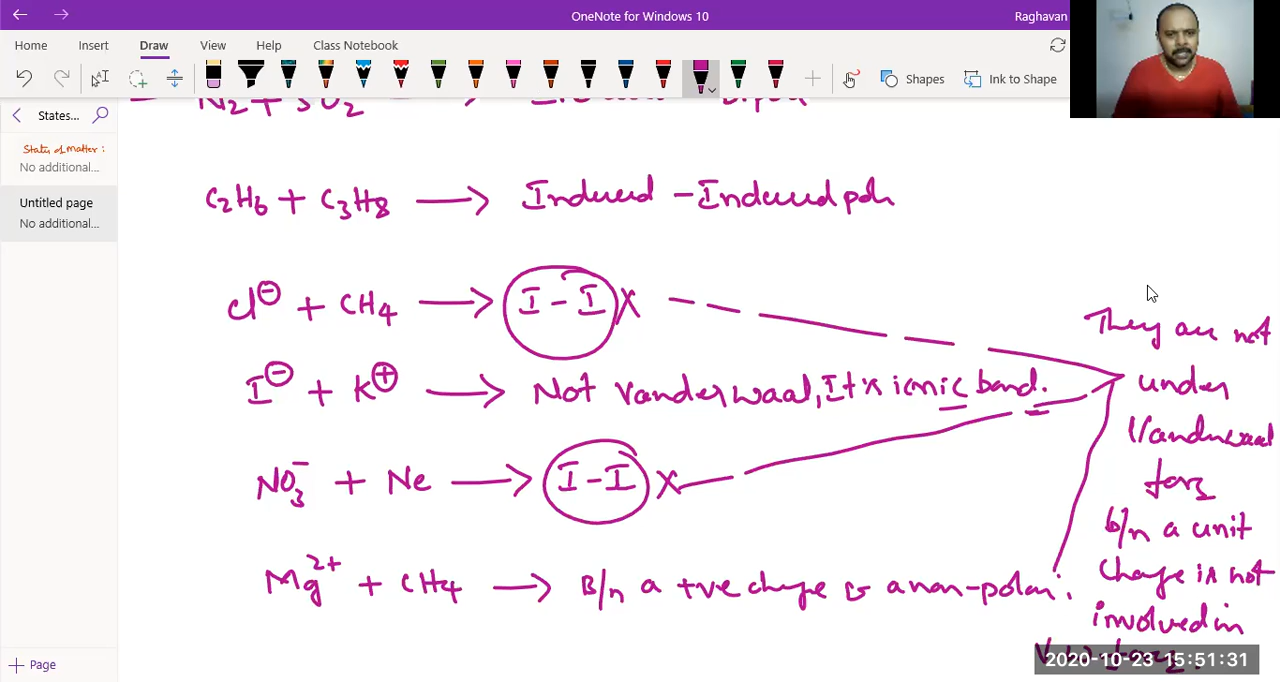 OneNote for Windows 10
Raghavan
Home Insert Draw View Help Class Notebook
Shapes Ink to Shape
States...
State of matter :
No additional...
Untitled page
No additional...
Page
N2 + SO2
C2H6 + C3H8 → Induced - Induced
Cl⊖ + CH4 → I - I X
I⊖ + K⊕ → Not Vanderwaal, It is ionic bond.
NO3- + Ne → I - I X
Mg2+ + CH4 → B/n a +ve charge & a non-polar.
They are not
under
Vanderwaal
B/n a unit
charge is not
involved in
2020-10-23 15:51:31